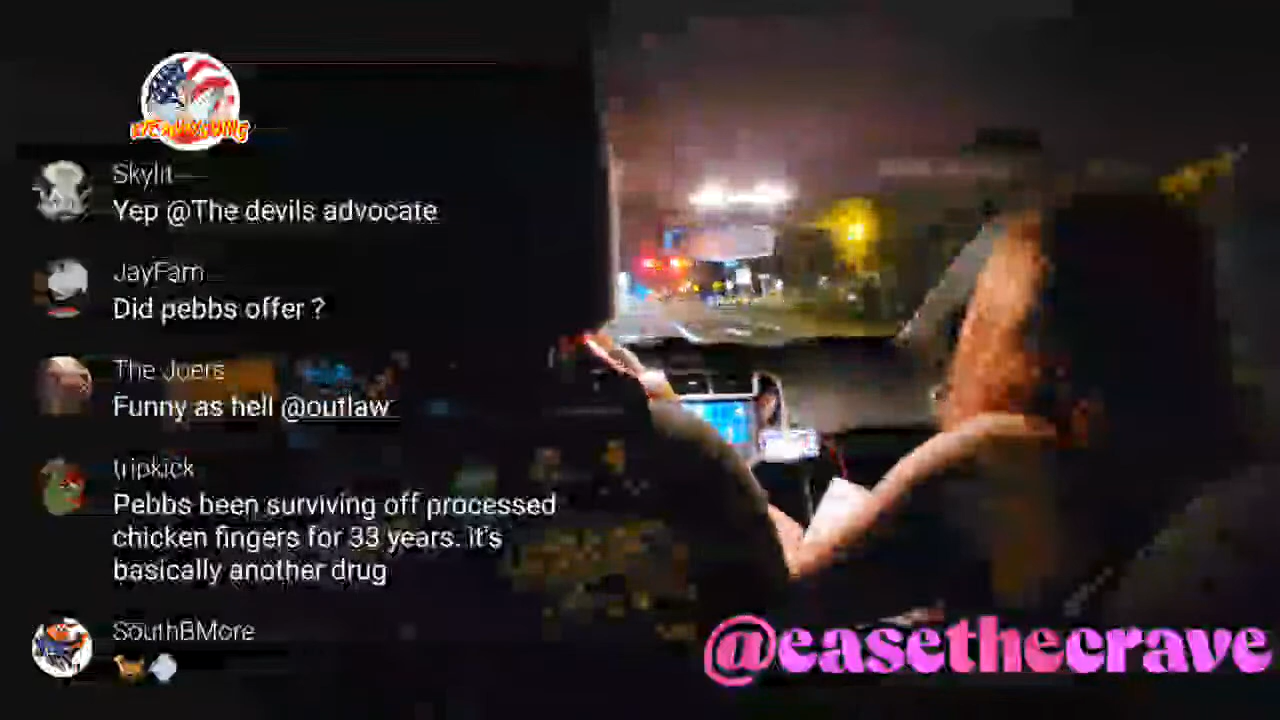 Skylit
Yep @The devils advocate
JayFam
Did pebbs offer ?
The Joers
Funny as hell @outlaw
tripkick
Pebbs been surviving off processed
chicken fingers for 33 years. it's
basically another drug
SouthBMore
@easethecrave